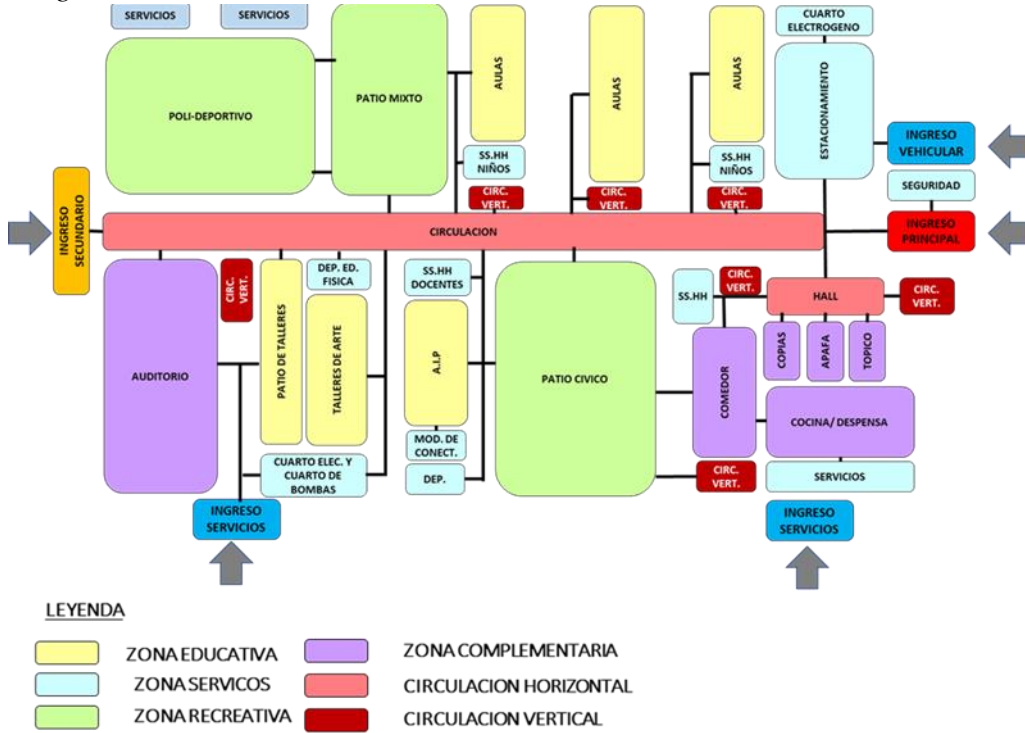 SERVICIOS
SERVICIOS
CUARTO
ELECTROGENO
POLI-DEPORTIVO
PATIO MIXTO
AULAS
AULAS
AULAS
ESTACIONAMIENTO
INGRESO
VEHICULAR
SS.HH
NIÑOS
SS.HH
NIÑOS
SEGURIDAD
CIRC.
VERT.
CIRC.
VERT.
CIRC.
VERT.
INGRESO
SECUNDARIO
CIRCULACION
INGRESO
PRINCIPAL
AUDITORIO
CIRC.
VERT.
PATIO DE TALLERES
DEP. ED.
FISICA
TALLERES DE ARTE
SS.HH
DOCENTES
A.I.P
MOD. DE
CONECT.
DEP.
PATIO CIVICO
SS.HH
CIRC.
VERT.
HALL
CIRC.
VERT.
COPIAS
APAFA
TOPICO
COMEDOR
COCINA/ DESPENSA
SERVICIOS
CIRC.
VERT.
CUARTO ELEC. Y
CUARTO DE
BOMBAS
INGRESO
SERVICIOS
INGRESO
SERVICIOS
LEYENDA
ZONA EDUCATIVA
ZONA SERVICOS
ZONA RECREATIVA
ZONA COMPLEMENTARIA
CIRCULACION HORIZONTAL
CIRCULACION VERTICAL